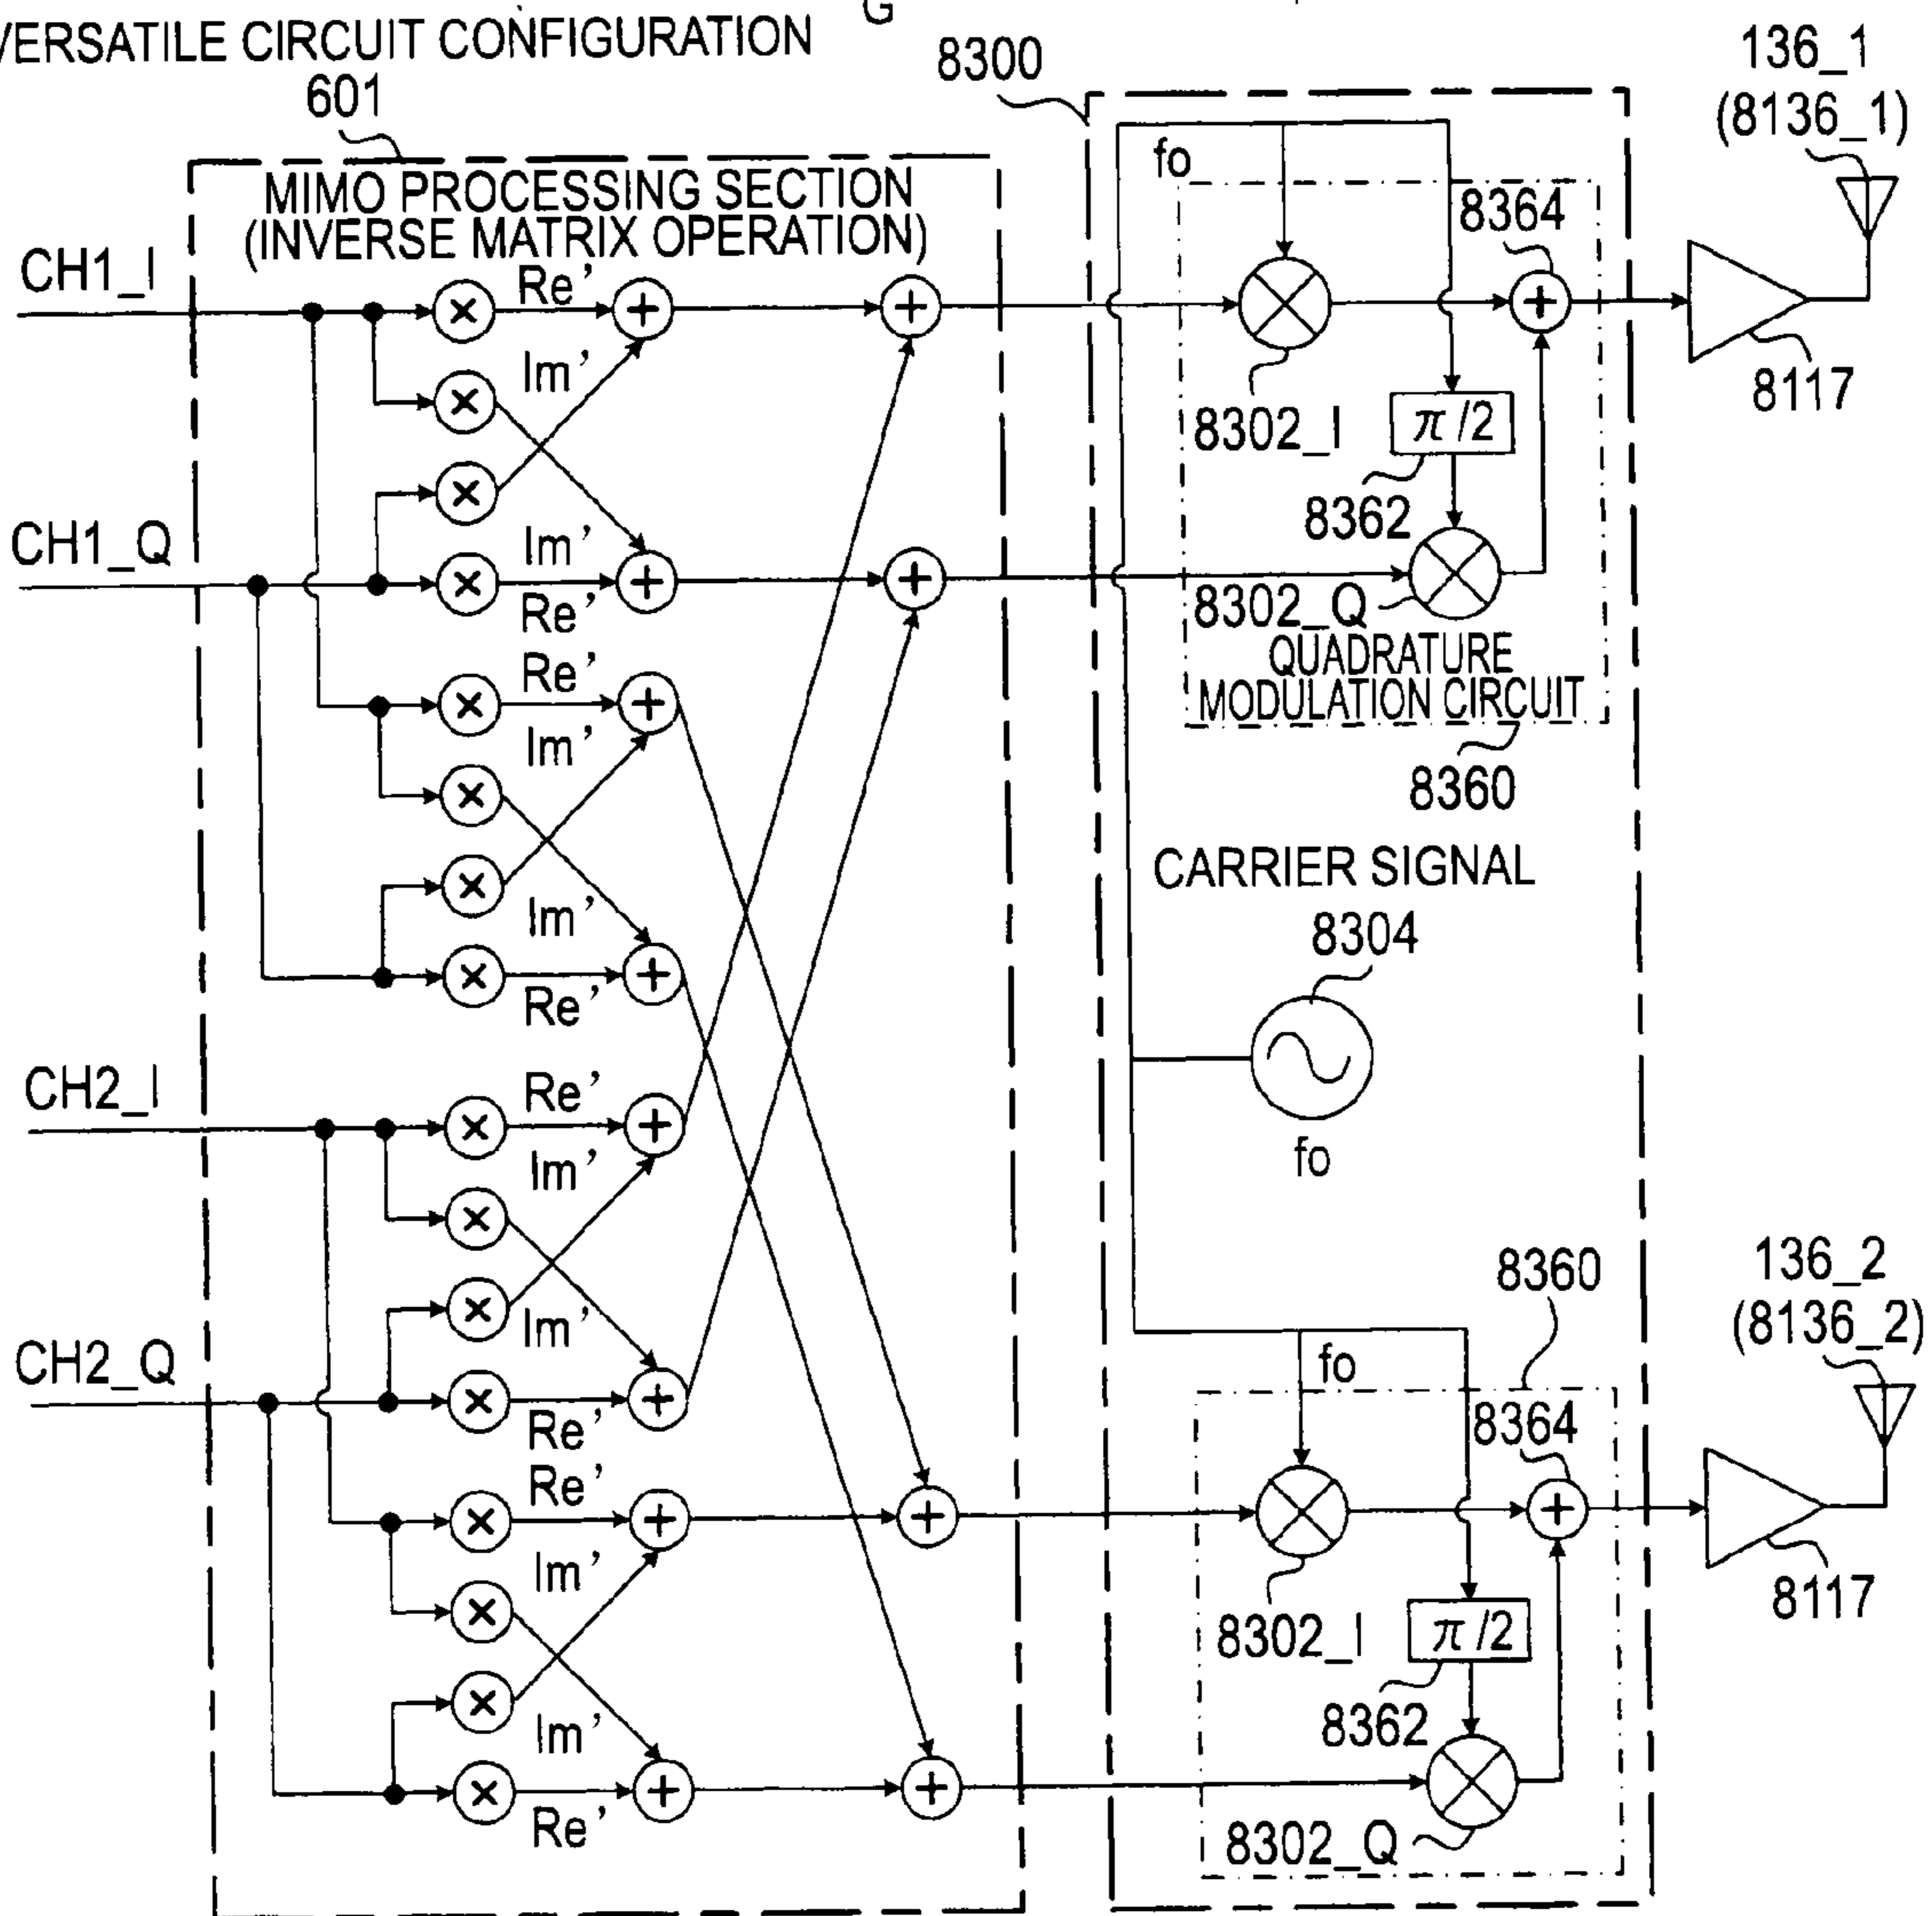 G
VERSATILE CIRCUIT CONFIGURATION
601
8300
136_1
(8136_1)
MIMO PROCESSING SECTION
(INVERSE MATRIX OPERATION)
fo
8364
CH1_I
Re'
Im'
8302_I
π/2
8117
8362
CH1_Q
Im'
Re'
8302_Q
QUADRATURE
MODULATION CIRCUIT
8360
Re'
Im'
Im'
Re'
CARRIER SIGNAL
8304
fo
CH2_I
Re'
Im'
Im'
Re'
CH2_Q
8360
136_2
(8136_2)
fo
8364
Re'
Im'
Im'
Re'
8302_I
π/2
8117
8362
8302_Q